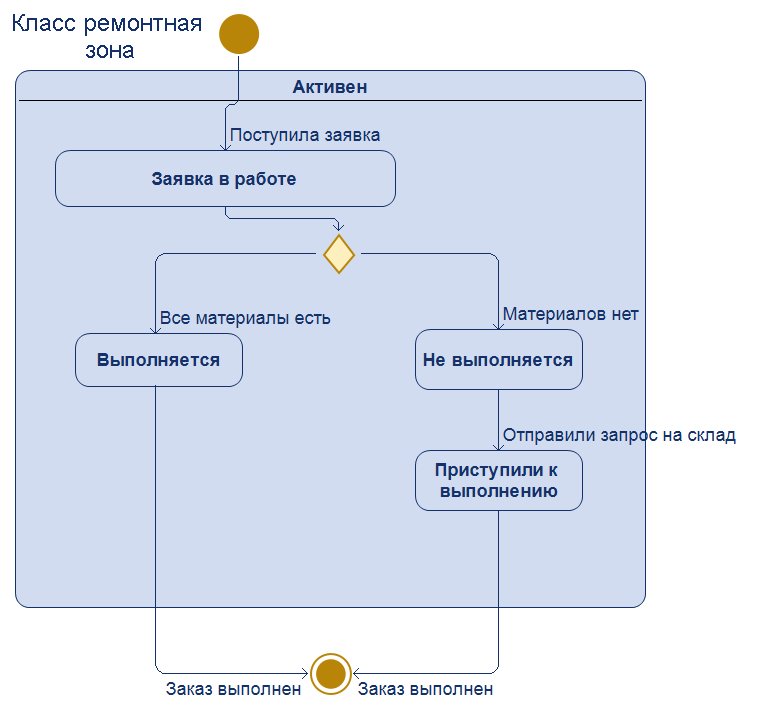 Класс ремонтная
зона
Активен
Поступила заявка
Заявка в работе
Все материалы есть
Материалов нет
Выполняется
Не выполняется
Отправили запрос на склад
Приступили к
выполнению
Заказ выполнен
Заказ выполнен